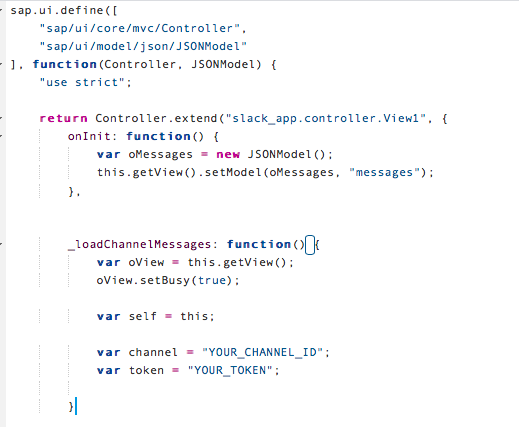 sap.ui.define([
"sap/ui/core/mvc/Controller",
"sap/ui/model/json/JSONModel"
], function(Controller, JSONModel) {
"use strict";
return Controller.extend("slack_app.controller.View1", {
onInit: function() {
var oMessages = new JSONModel();
this.getView().setModel(oMessages, "messages");
},
_loadChannelMessages: function() {
var oView = this.getView();
oView.setBusy(true);
var self = this;
var channel = "YOUR_CHANNEL_ID";
var token = "YOUR_TOKEN";
}